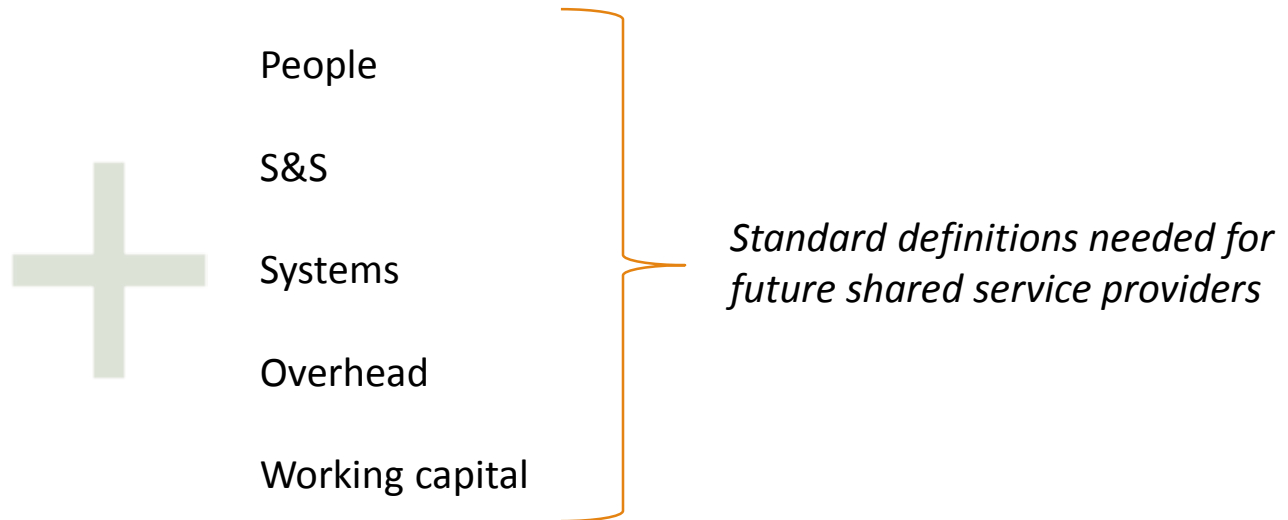 People
S&S
Systems
Overhead
Working capital
Standard definitions needed for
future shared service providers